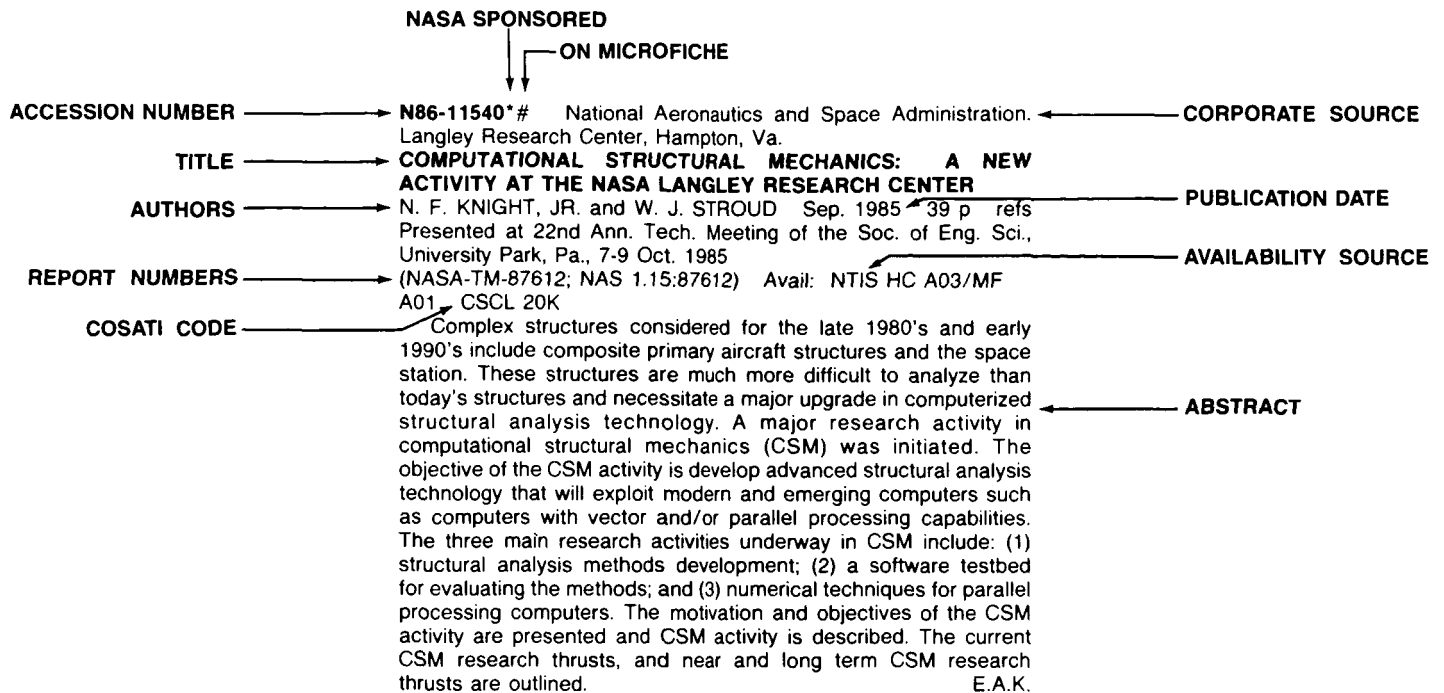 NASA SPONSORED
ON MICROFICHE
ACCESSION NUMBER N86-11540*# National Aeronautics and Space Administration. CORPORATE SOURCE
Langley Research Center, Hampton, Va.
TITLE COMPUTATIONAL STRUCTURAL MECHANICS: A NEW
ACTIVITY AT THE NASA LANGLEY RESEARCH CENTER
AUTHORS N. F. KNIGHT, JR. and W. J. STROUD Sep. 1985 39 p refs PUBLICATION DATE
Presented at 22nd Ann. Tech. Meeting of the Soc. of Eng. Sci.,
University Park, Pa., 7-9 Oct. 1985 AVAILABILITY SOURCE
REPORT NUMBERS (NASA-TM-87612; NAS 1.15:87612) Avail: NTIS HC A03/MF
A01 CSCL 20K
COSATI CODE Complex structures considered for the late 1980's and early
1990's include composite primary aircraft structures and the space
station. These structures are much more difficult to analyze than
today's structures and necessitate a major upgrade in computerized
structural analysis technology. A major research activity in ABSTRACT
computational structural mechanics (CSM) was initiated. The
objective of the CSM activity is develop advanced structural analysis
technology that will exploit modern and emerging computers such
as computers with vector and/or parallel processing capabilities.
The three main research activities underway in CSM include: (1)
structural analysis methods development; (2) a software testbed
for evaluating the methods; and (3) numerical techniques for parallel
processing computers. The motivation and objectives of the CSM
activity are presented and CSM activity is described. The current
CSM research thrusts, and near and long term CSM research
thrusts are outlined. E.A.K.